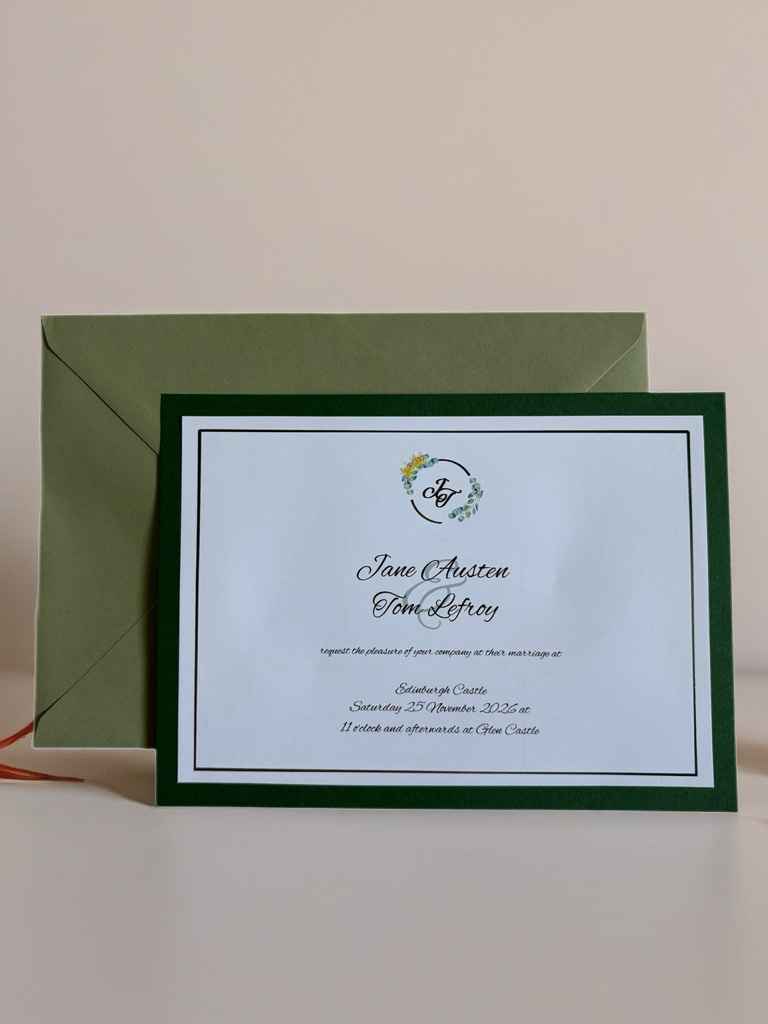 JT
Jane Austen
&
Tom Lefroy
request the pleasure of your company at their marriage at
Edinburgh Castle
Saturday 25 November 2026 at
11 o'clock and afterwards at Glen Castle